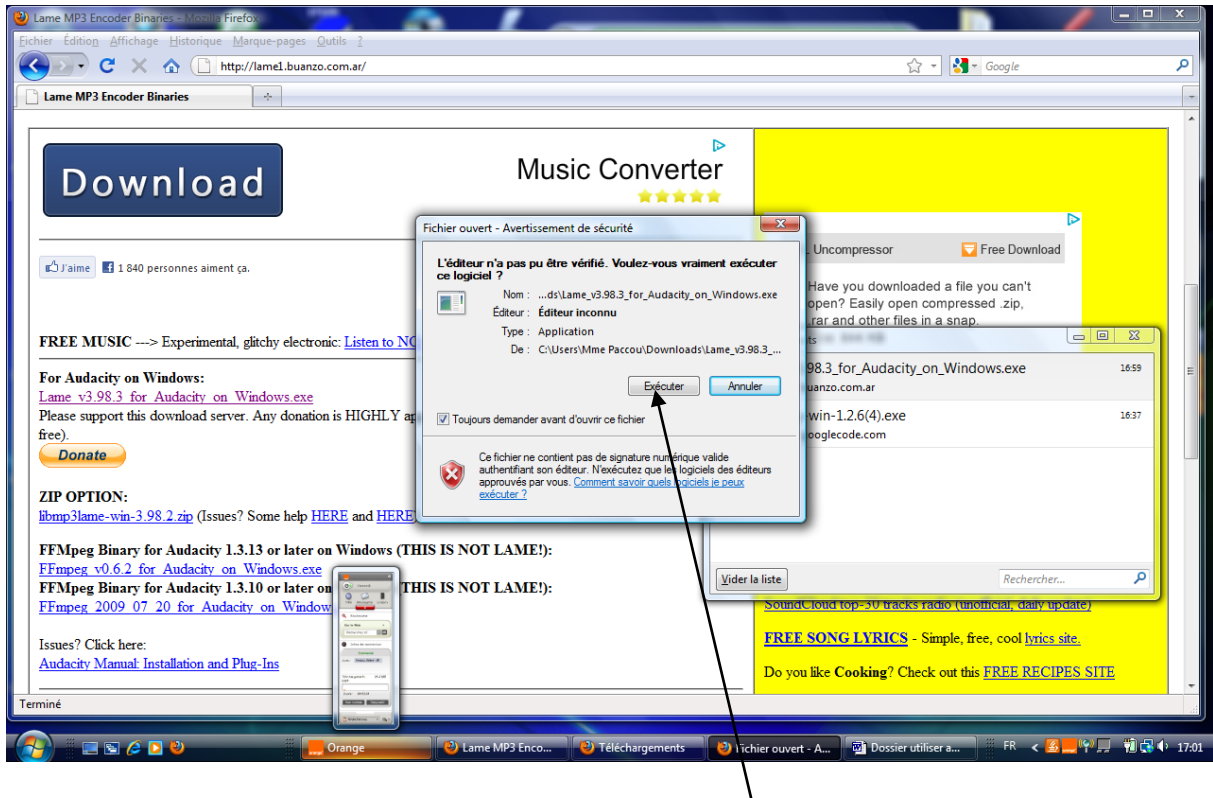 Lame MP3 Encoder Binaries - Mozilla Firefox
Fichier Édition Affichage Historique Marque-pages Outils ?
http://lame1.buanzo.com.ar/
Google
Lame MP3 Encoder Binaries
Download
Music Converter
J'aime 1 840 personnes aiment ça.
FREE MUSIC ---> Experimental, glitchy electronic: Listen to NO
For Audacity on Windows:
Lame_v3.98.3_for_Audacity_on_Windows.exe
Please support this download server. Any donation is HIGHLY ap
free).
Donate
ZIP OPTION:
libmp3lame-win-3.98.2.zip (Issues? Some help HERE and HERE)
FFMpeg Binary for Audacity 1.3.13 or later on Windows (THIS IS NOT LAME!):
FFmpeg_v0.6.2_for_Audacity_on_Windows.exe
FFMpeg Binary for Audacity 1.3.10 or later on (THIS IS NOT LAME!):
FFmpeg_2009_07_20_for_Audacity_on_Window
Issues? Click here:
Audacity Manual: Installation and Plug-Ins
Fichier ouvert - Avertissement de sécurité
L'éditeur n'a pas pu être vérifié. Voulez-vous vraiment exécuter
ce logiciel ?
Nom : ...ds\Lame_v3.98.3_for_Audacity_on_Windows.exe
Éditeur : Éditeur inconnu
Type : Application
De : C:\Users\Mme Paccou\Downloads\Lame_v3.98.3_...
Exécuter Annuler
Toujours demander avant d'ouvrir ce fichier
Ce fichier ne contient pas de signature numérique valide
authentifiant son éditeur. N'exécutez que les logiciels des éditeurs
approuvés par vous. Comment savoir quels logiciels je peux
exécuter ?
Uncompressor Free Download
Have you downloaded a file you can't
open? Easily open compressed .zip,
.rar and other files in a snap.
ts
98.3_for_Audacity_on_Windows.exe 16:59
uanzo.com.ar
win-1.2.6(4).exe 16:37
ooglecode.com
Vider la liste Rechercher...
SoundCloud top-30 tracks radio (unofficial, daily update)
FREE SONG LYRICS - Simple, free, cool lyrics site.
Do you like Cooking? Check out this FREE RECIPES SITE
Terminé
Orange Lame MP3 Enco... Téléchargements Fichier ouvert - A... Dossier utiliser a... FR 17:01